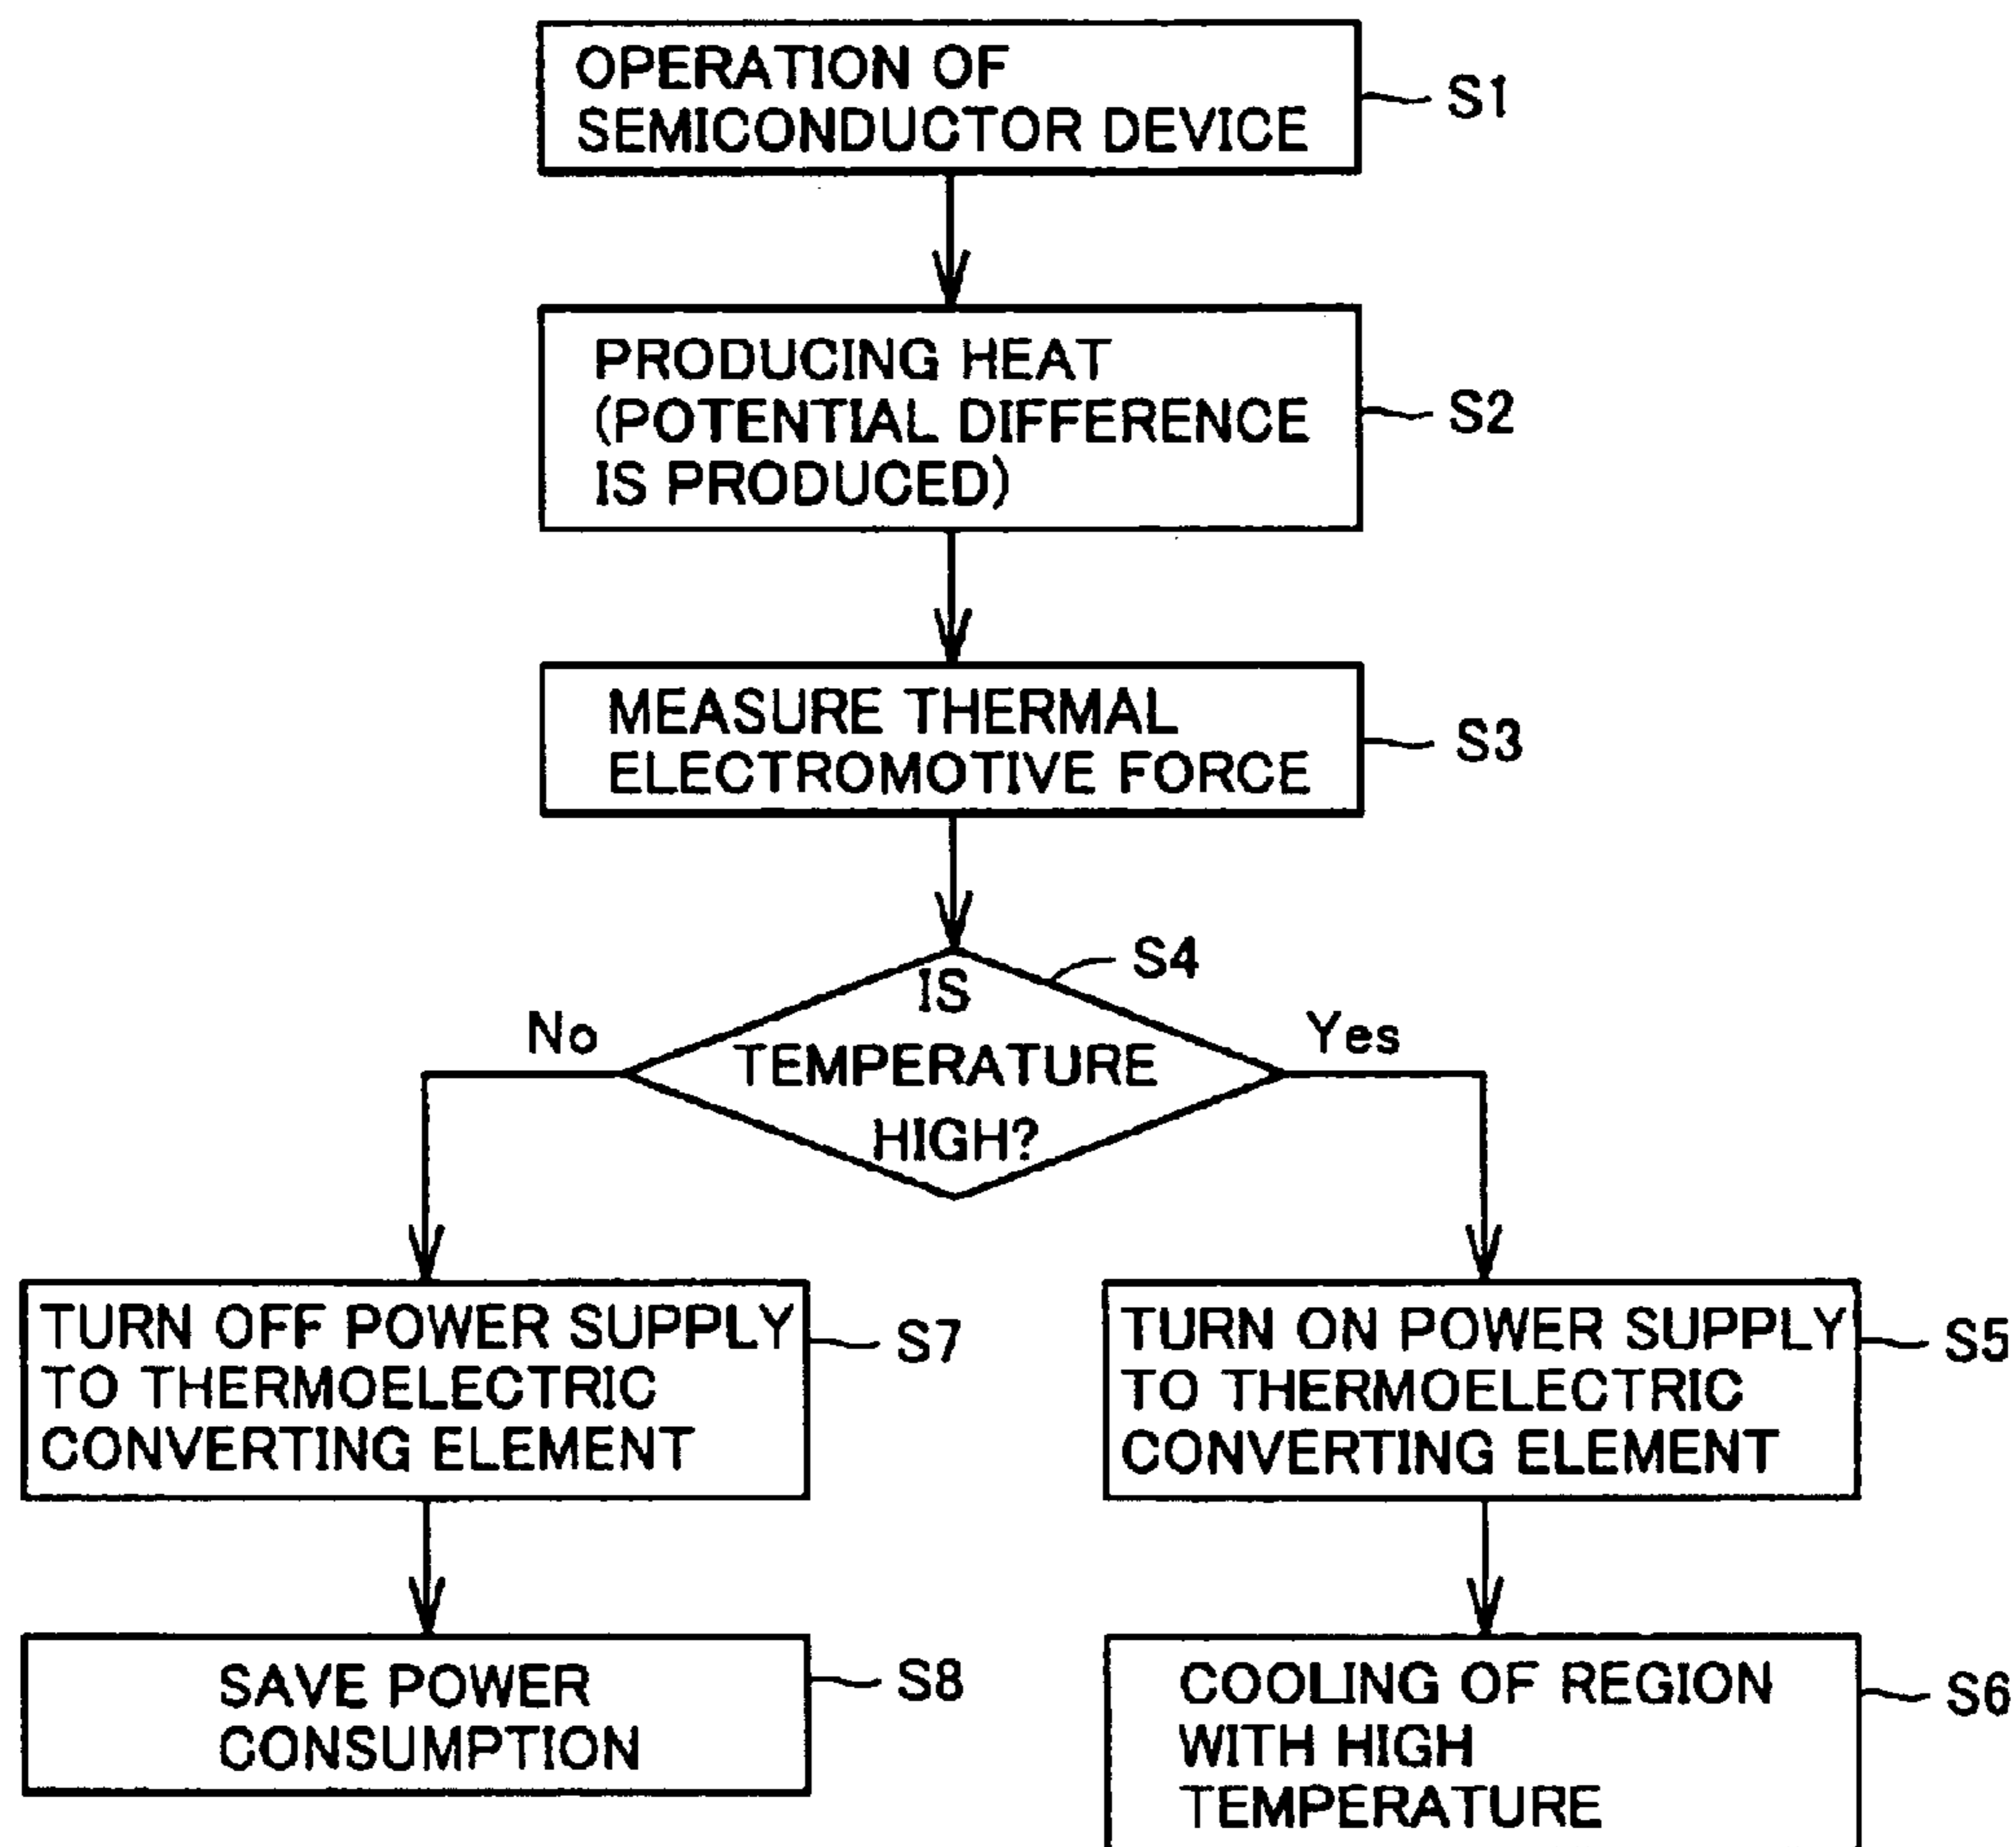 OPERATION OF
SEMICONDUCTOR DEVICE
S1
PRODUCING HEAT
(POTENTIAL DIFFERENCE
IS PRODUCED)
S2
MEASURE THERMAL
ELECTROMOTIVE FORCE
S3
S4
IS
TEMPERATURE
HIGH?
No
Yes
TURN OFF POWER SUPPLY
TO THERMOELECTRIC
CONVERTING ELEMENT
S7
TURN ON POWER SUPPLY
TO THERMOELECTRIC
CONVERTING ELEMENT
S5
SAVE POWER
CONSUMPTION
S8
COOLING OF REGION
WITH HIGH
TEMPERATURE
S6